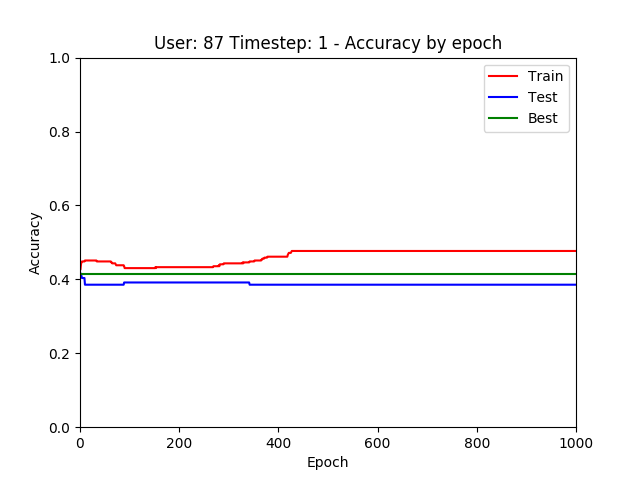 User: 87 Timestep: 1 - Accuracy by epoch
1.0
0.8
0.6
0.4
0.2
0.0
Accuracy
Train
Test
Best
0 200 400 600 800 1000
Epoch